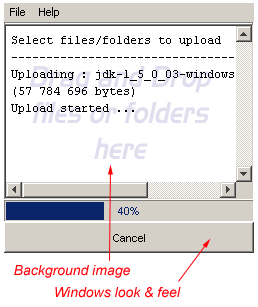 File Help
Select files/folders to upload
------------------------------
Uploading : jdk-1_5_0_03-windows
(57 784 696 bytes)
Upload started ...
Drag and Drop
files or folders
here
40%
Cancel
Background image
Windows look & feel